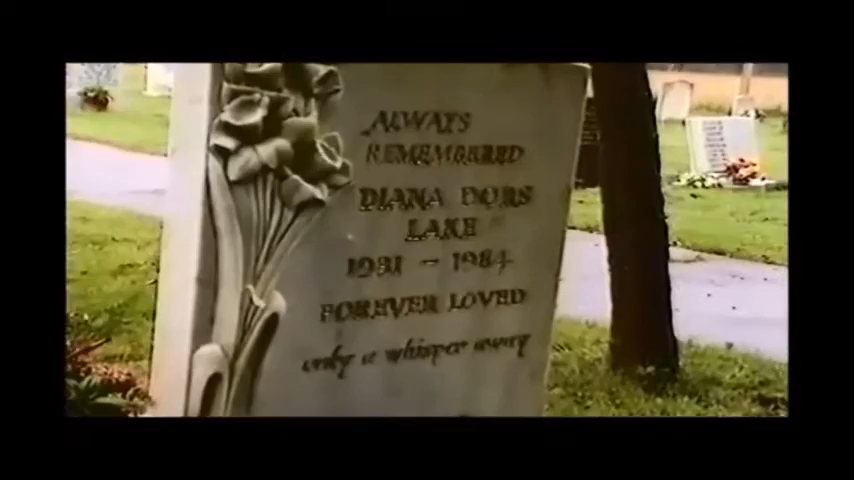 ALWAYS
REMEMBERED
DIANA DORS
LAKE
1931 - 1984
FOREVER LOVED
only a whisper away